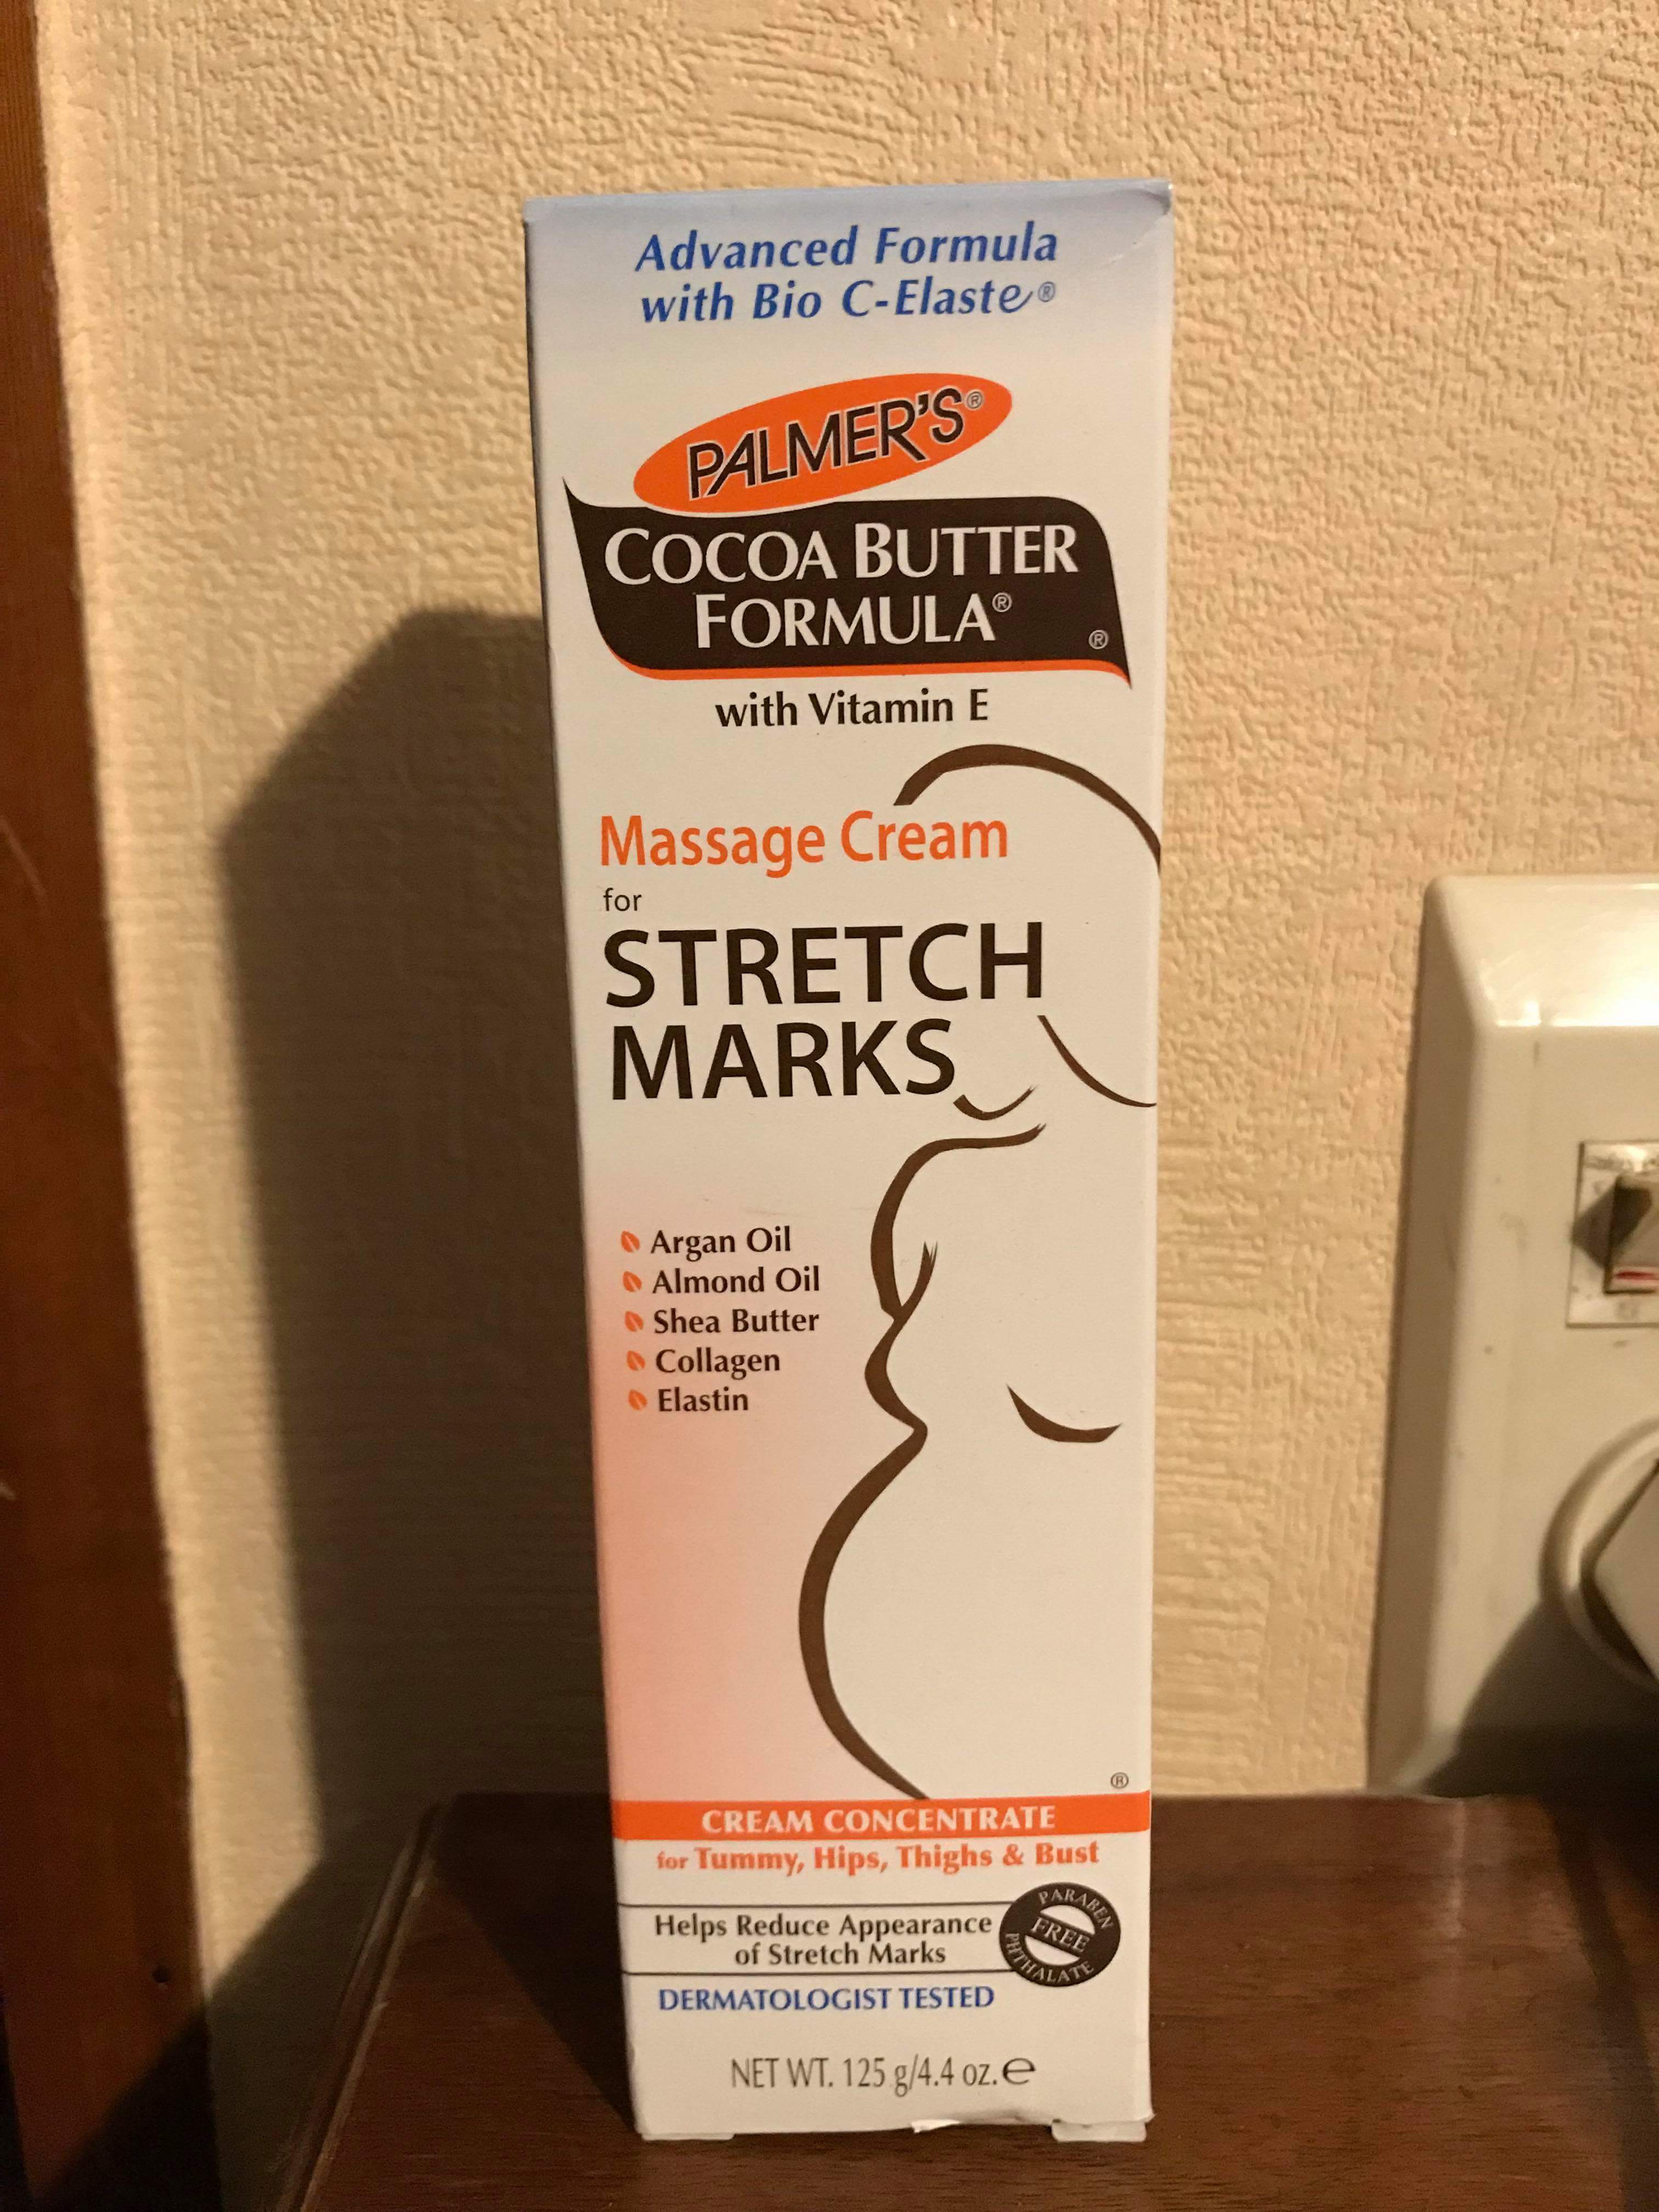 Advanced Formula
with Bio C-Elaste®
PALMER'S®
COCOA BUTTER
FORMULA®
®
with Vitamin E
Massage Cream
for
STRETCH
MARKS
Argan Oil
Almond Oil
Shea Butter
Collagen
Elastin
®
CREAM CONCENTRATE
for Tummy, Hips, Thighs & Bust
Helps Reduce Appearance
of Stretch Marks
PARABEN
FREE
PHTHALATE
DERMATOLOGIST TESTED
NET WT. 125 g/4.4 oz. ℮